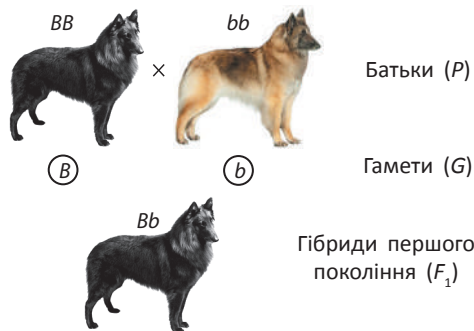 BB bb
×
Батьки (P)
B b
Гамети (G)
Bb
Гібриди першого
покоління (F₁)